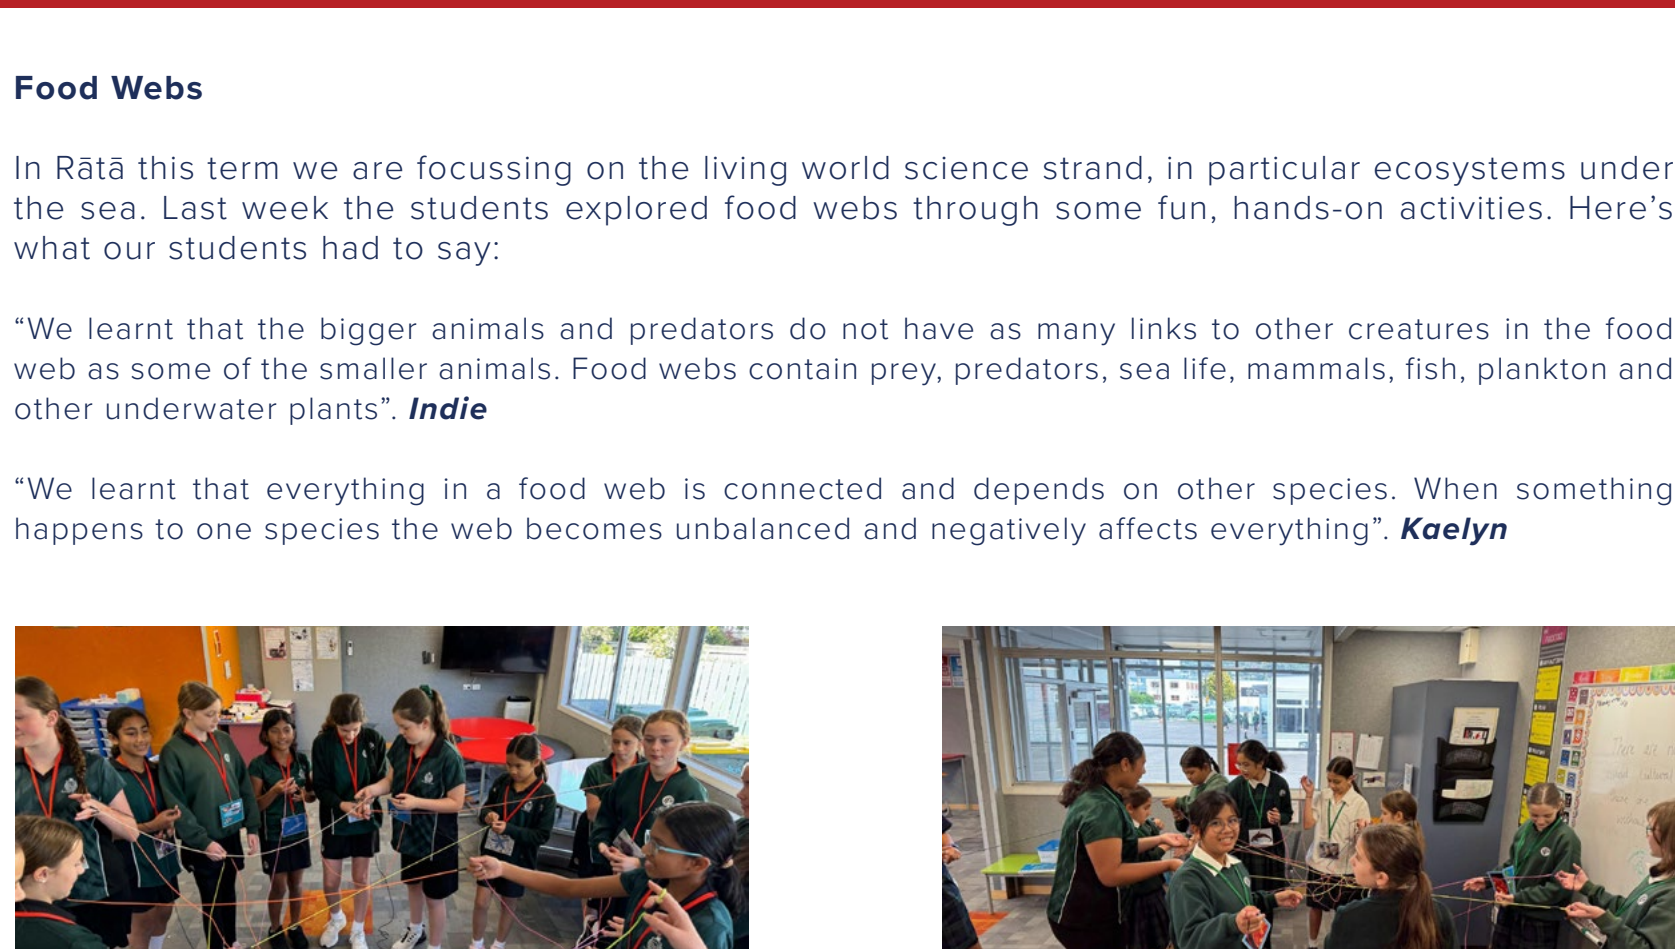 Food Webs
In Rātā this term we are focussing on the living world science strand, in particular ecosystems under
the sea. Last week the students explored food webs through some fun, hands-on activities. Here’s
what our students had to say:
“We learnt that the bigger animals and predators do not have as many links to other creatures in the food
web as some of the smaller animals. Food webs contain prey, predators, sea life, mammals, fish, plankton and
other underwater plants”. Indie
“We learnt that everything in a food web is connected and depends on other species. When something
happens to one species the web becomes unbalanced and negatively affects everything”. Kaelyn
There are